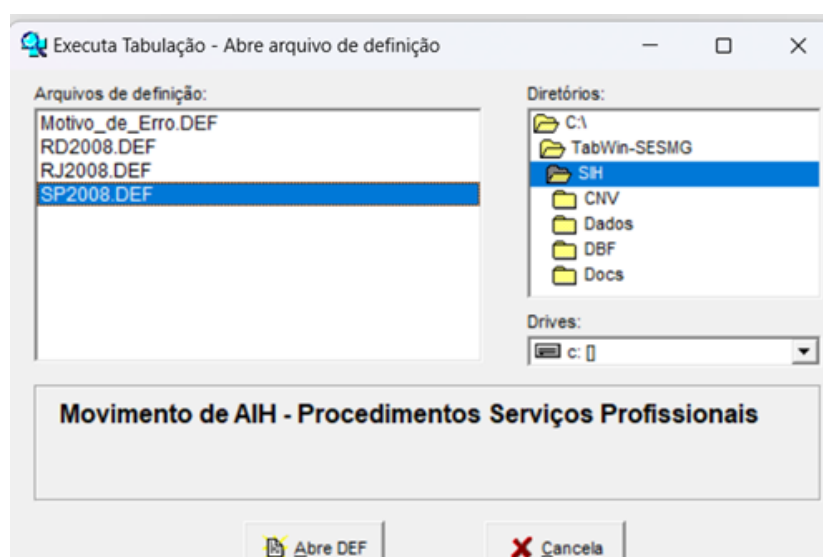 Executa Tabulação - Abre arquivo de definição
Arquivos de definição:
Motivo_de_Erro.DEF
RD2008.DEF
RJ2008.DEF
SP2008.DEF
Diretórios:
C:\
TabWin-SESMG
SIH
CNV
Dados
DBF
Docs
Drives:
c: []
Movimento de AIH - Procedimentos Serviços Profissionais
Abre DEF
Cancela